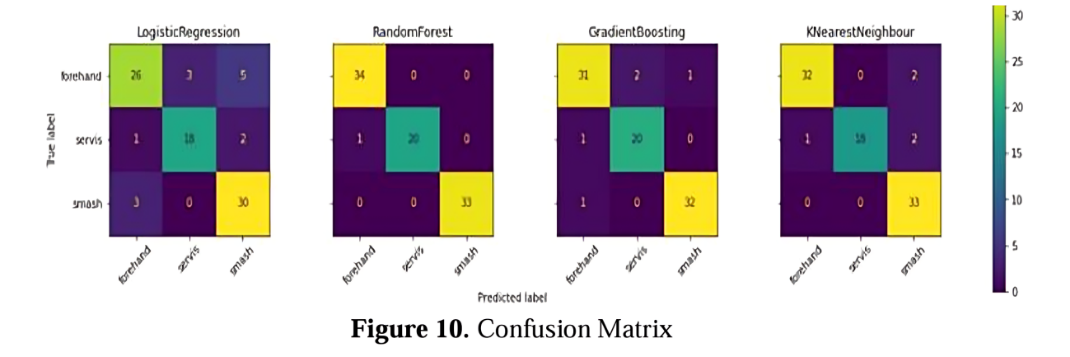 LogisticRegression RandomForest GradientBoosting KNearestNeighbour
True label
forehand 26 3 5 34 0 0 31 2 1 32 0 2
servis 1 18 2 1 20 0 1 20 0 1 18 2
smash 3 0 30 0 0 33 1 0 32 0 0 33
forehand servis smash forehand servis smash forehand servis smash forehand servis smash
Predicted label
30
25
20
15
10
5
0
Figure 10. Confusion Matrix